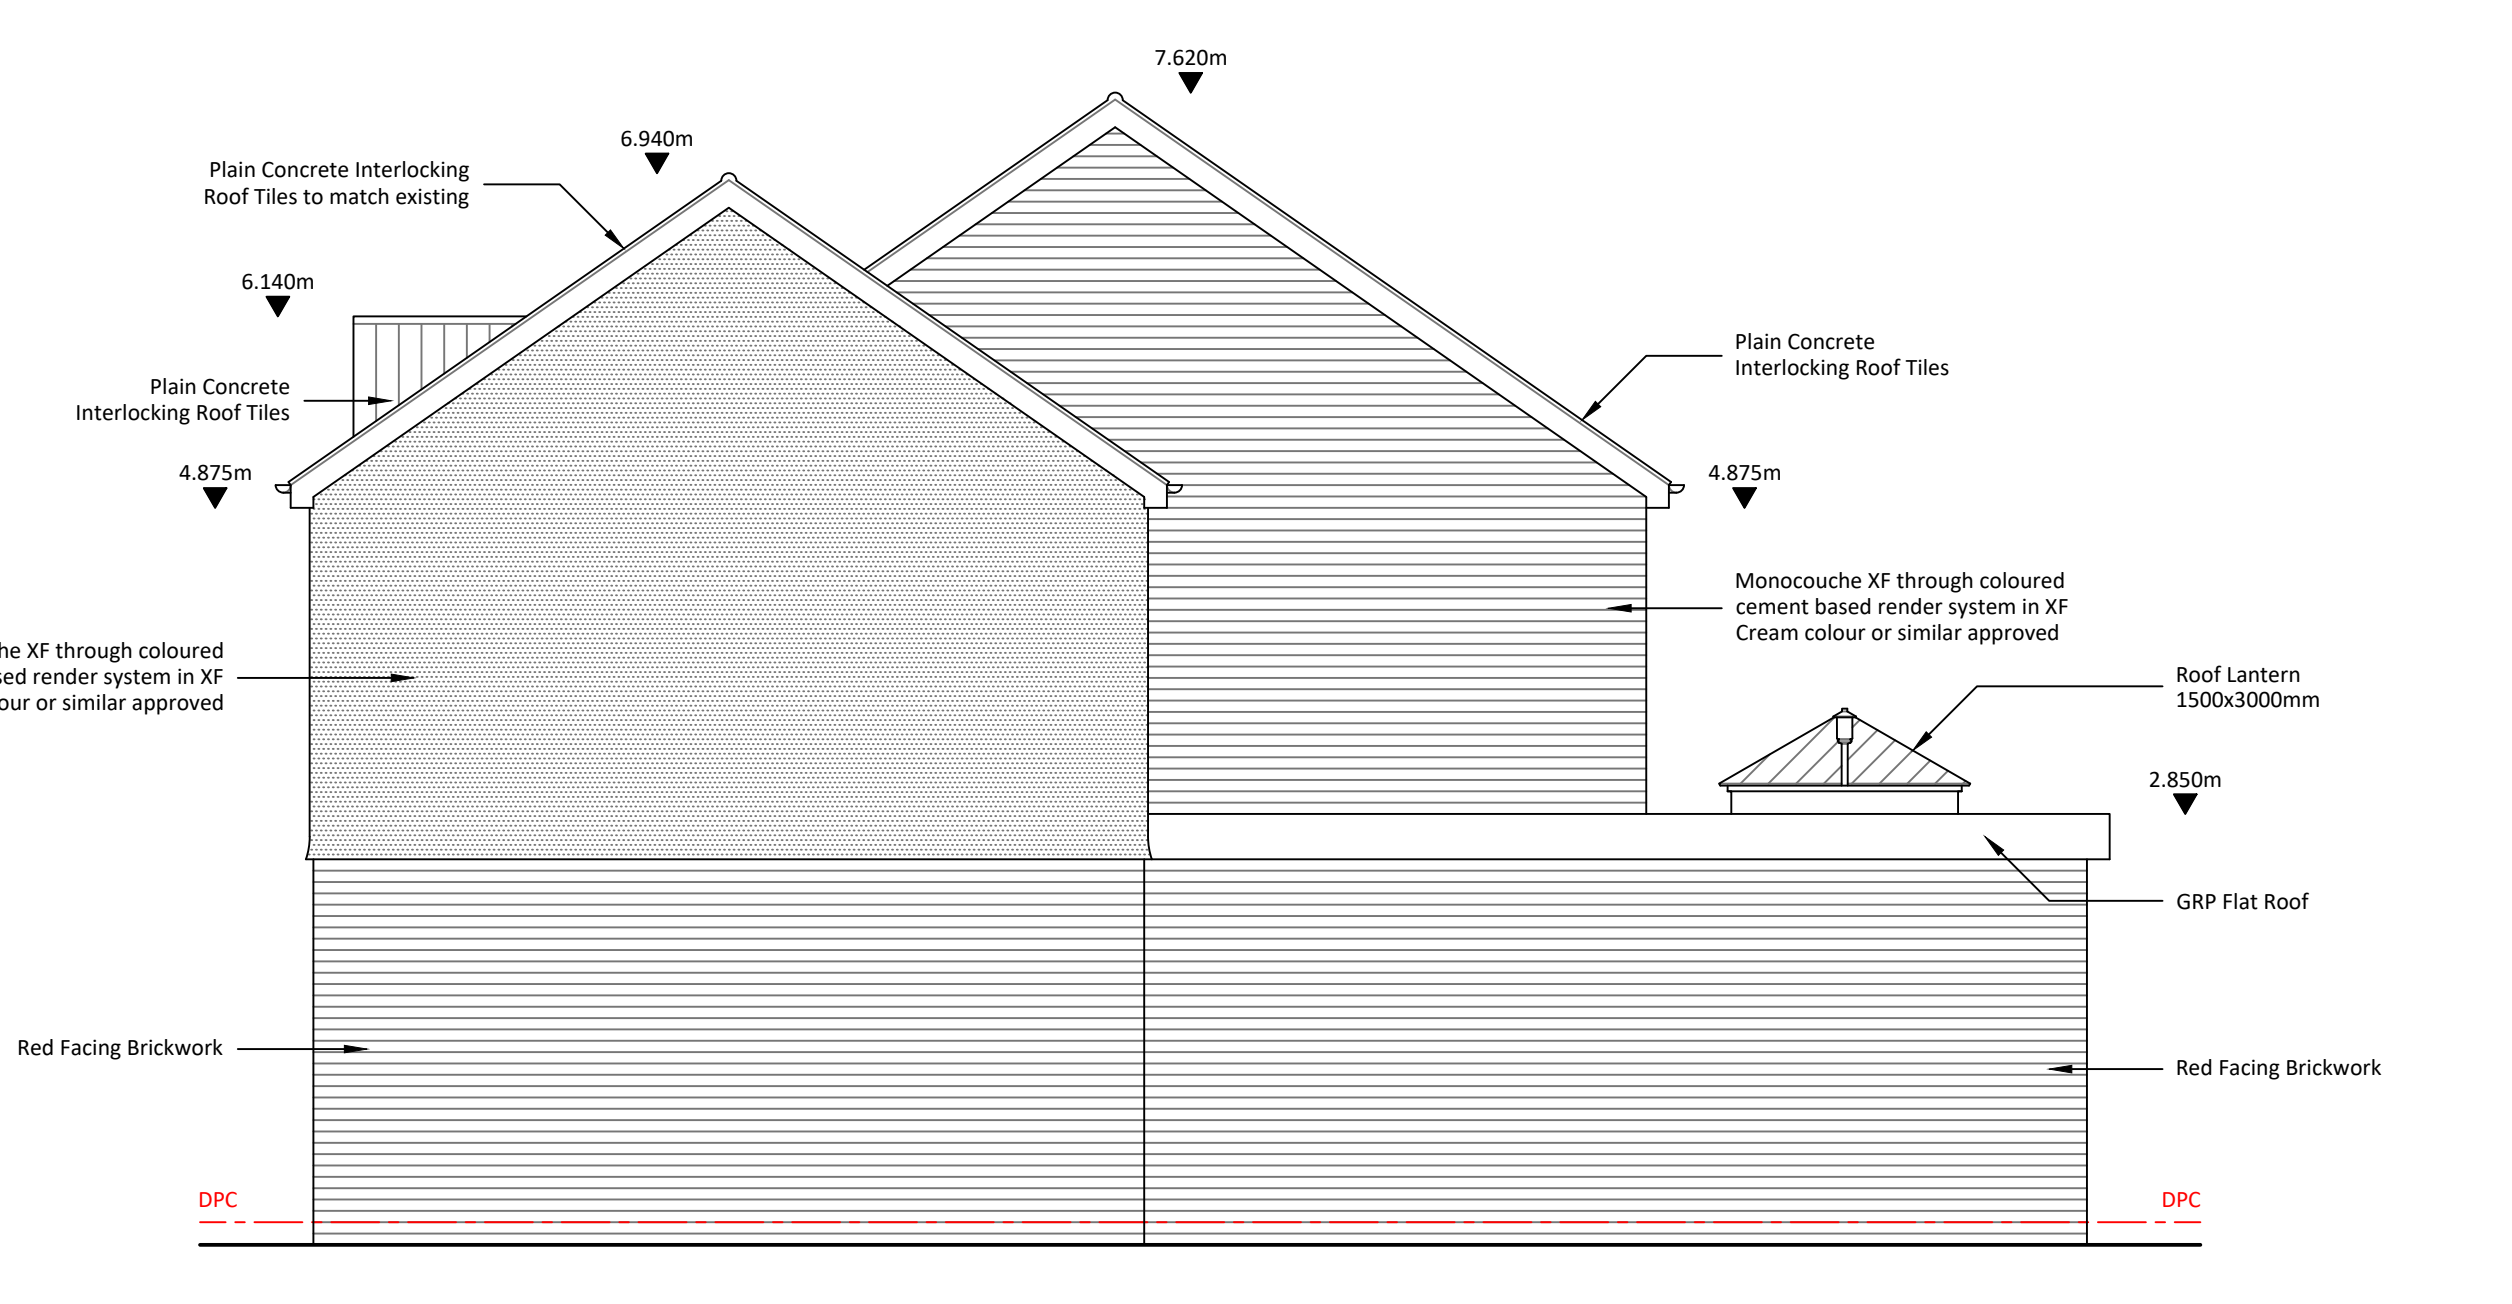 7.620m
6.940m
Plain Concrete Interlocking
Roof Tiles to match existing
6.140m
Plain Concrete
Interlocking Roof Tiles
Plain Concrete
Interlocking Roof Tiles
4.875m
4.875m
Monocouche XF through coloured
cement based render system in XF
Cream colour or similar approved
XF through coloured
render system in XF
or similar approved
Roof Lantern
1500x3000mm
2.850m
GRP Flat Roof
Red Facing Brickwork
Red Facing Brickwork
DPC
DPC